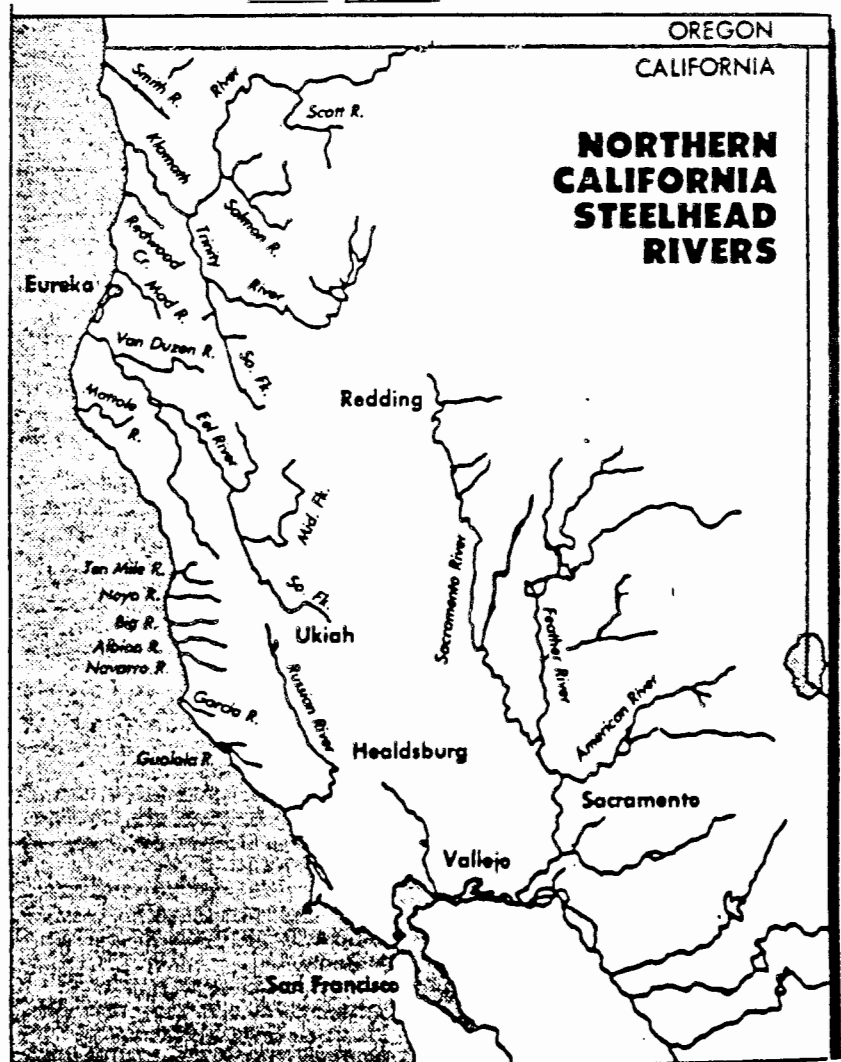 OREGON
CALIFORNIA
NORTHERN
CALIFORNIA
STEELHEAD
RIVERS
Smith R.
River
Scott R.
Klamath
Salmon R.
Redwood
Cr.
Trinity
River
Eureka
Mad R.
Van Duzen R.
So. Fk.
Mattole
R.
Redding
Eel River
Mid. Fk.
So. Fk.
Ten Mile R.
Noyo R.
Big R.
Albion R.
Navarro R.
Ukiah
Sacramento River
Feather River
Russian River
Garcia R.
American River
Gualala R.
Healdsburg
Sacramento
Vallejo
San Francisco